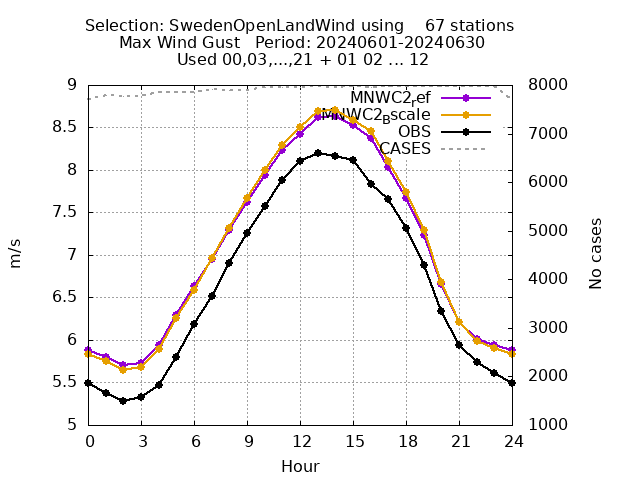 Selection: SwedenOpenLandWind using 67 stations
Max Wind Gust Period: 20240601-20240630
Used 00,03,...,21 + 01 02 ... 12
MNWC2ref
MNWC2Bscale
OBS
CASES
9
8.5
8
7.5
7
6.5
6
5.5
5
m/s
8000
7000
6000
5000
4000
3000
2000
1000
No cases
0 3 6 9 12 15 18 21 24
Hour